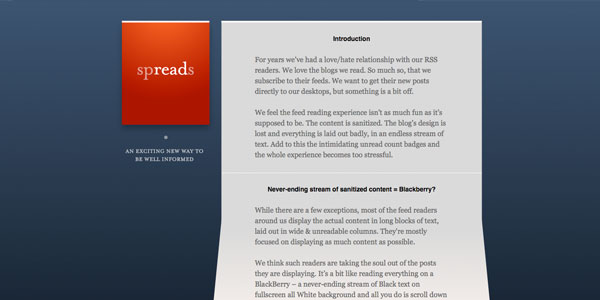 spreads
AN EXCITING NEW WAY TO
BE WELL INFORMED
Introduction
For years we've had a love/hate relationship with our RSS
readers. We love the blogs we read. So much so, that we
subscribe to their feeds. We want to get their new posts
directly to our desktops, but something is a bit off.
We feel the feed reading experience isn't as much fun as it's
supposed to be. The content is sanitized. The blog's design is
lost and everything is laid out badly, in an endless stream of
text. Add to this the intimidating unread count badges and
the whole experience becomes too stressful.
Never-ending stream of sanitized content = Blackberry?
While there are a few exceptions, most of the feed readers
around us display the actual content in long blocks of text,
laid out in wide & unreadable columns. They're mostly
focused on displaying as much content as possible.
We think such readers are taking the soul out of the posts
they are displaying. It's a bit like reading everything on a
BlackBerry – a never-ending stream of Black text on
fullscreen all White background and all you do is scroll down